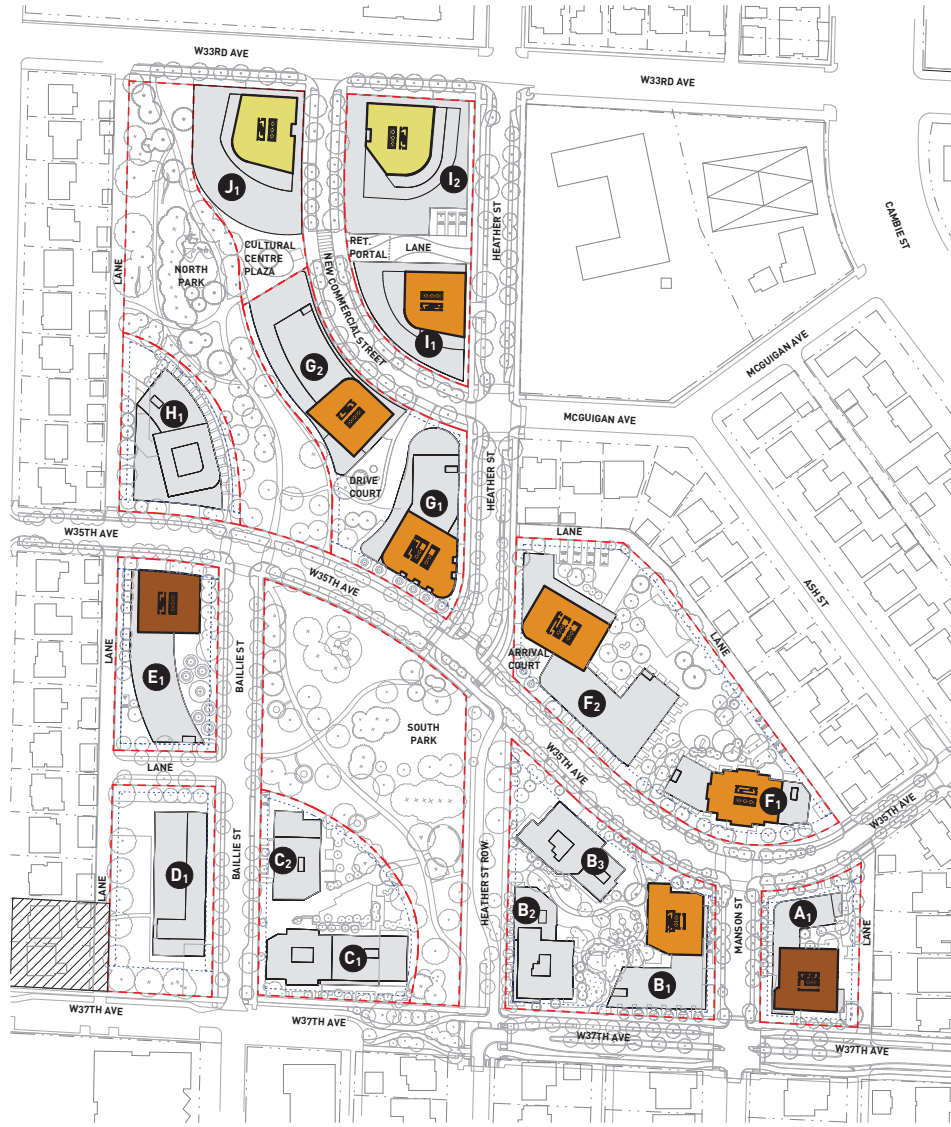 W33RD AVE
W33RD AVE
J1
I2
HEATHER ST
CAMBIE ST
CULTURAL
CENTRE
PLAZA
RET.
PORTAL
LANE
NORTH
PARK
LANE
NEW COMMERCIAL STREET
I1
G2
MCGUIGAN AVE
H1
MCGUIGAN AVE
DRIVE
COURT
G1
HEATHER ST
W35TH AVE
LANE
W35TH AVE
ASH ST
LANE
BAILLIE ST
LANE
ARRIVAL
COURT
E1
F2
SOUTH
PARK
W35TH AVE
LANE
F1
W35TH AVE
BAILLIE ST
C2
B3
HEATHER ST ROW
D1
LANE
B2
MANSON ST
A1
LANE
C1
B1
W37TH AVE
W37TH AVE
W37TH AVE
W37TH AVE